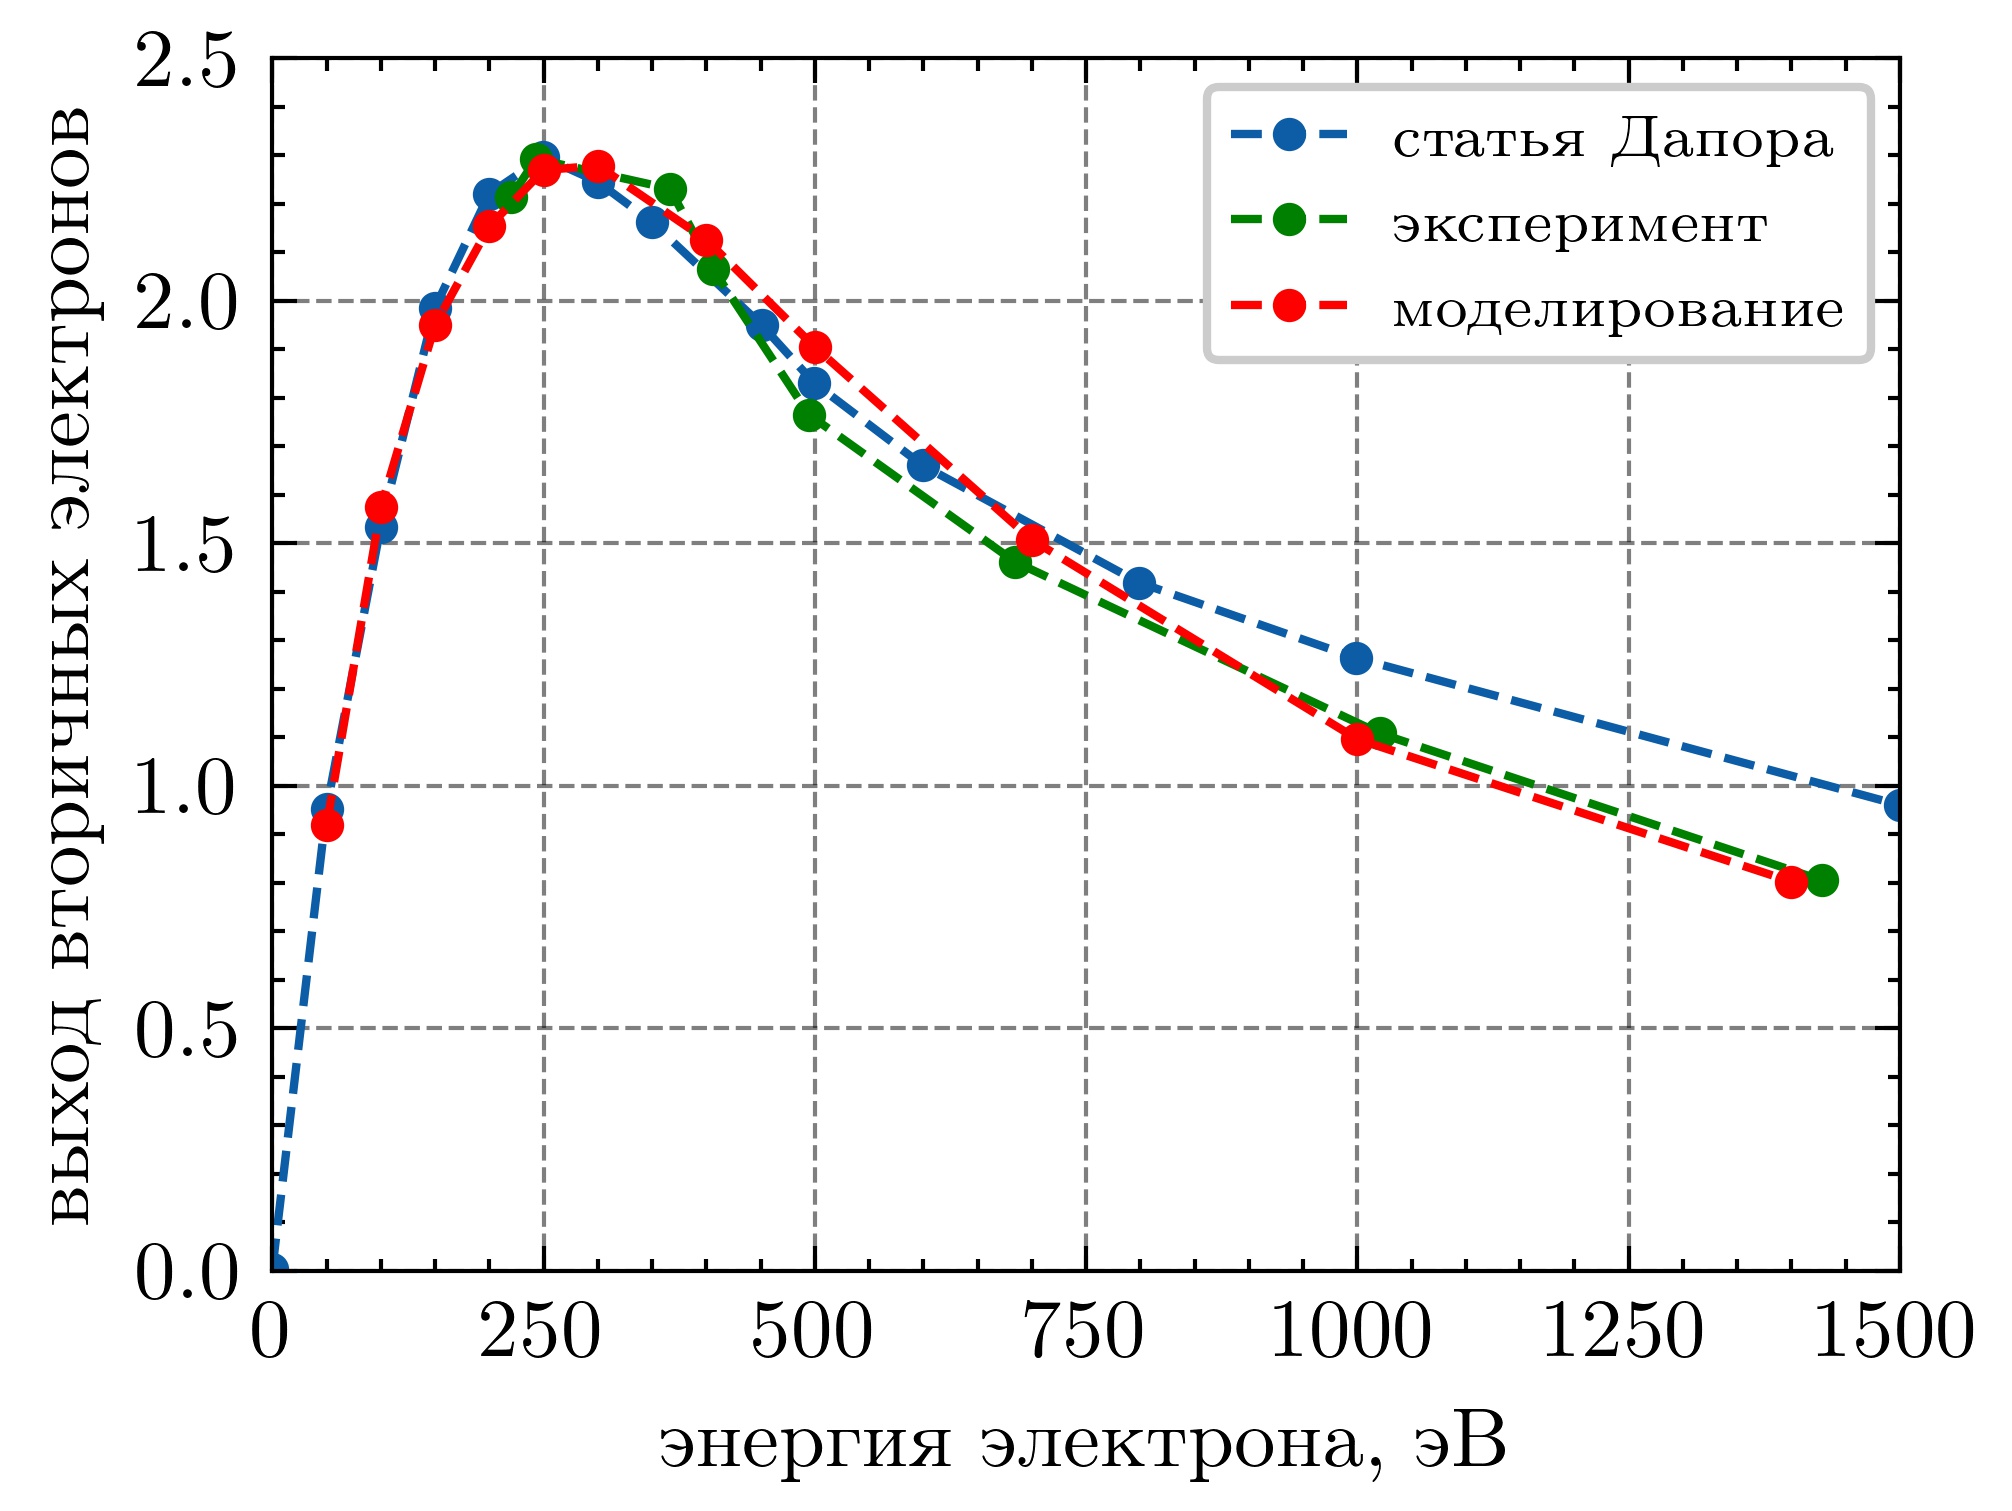 выход вторичных электронов
2.5
2.0
1.5
1.0
0.5
0.0
статья Дапора
эксперимент
моделирование
0 250 500 750 1000 1250 1500
энергия электрона, эВ